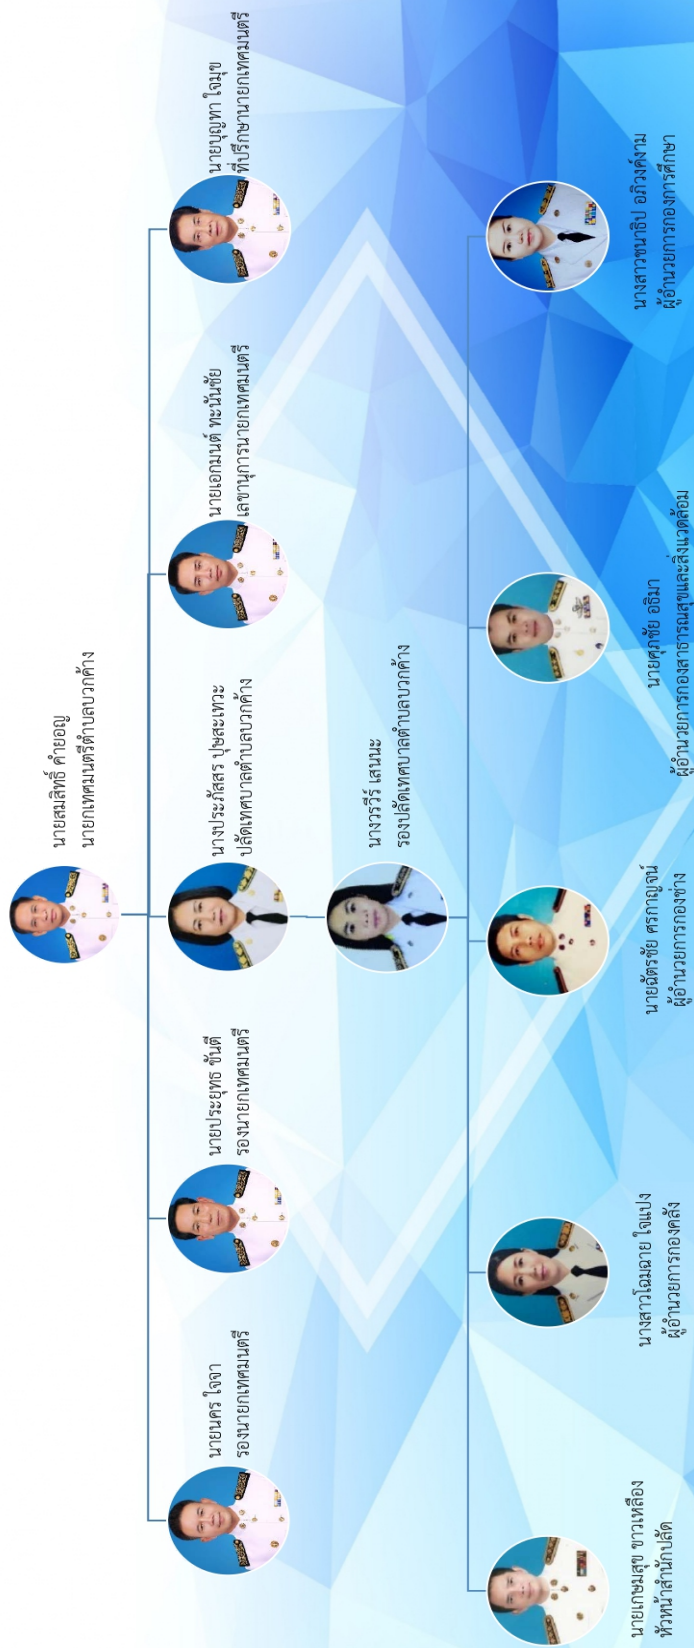 นายสมสิทธิ์ คำยอญ
นายกเทศมนตรีตำบลบวกค้าง
นายนคร ใจจา
รองนายกเทศมนตรี
นายประยุทธ ขันตี
รองนายกเทศมนตรี
นางประภัสสร ปุษสะเทวะ
ปลัดเทศบาลตำบลบวกค้าง
นายเอกมนต์ ทะนันชัย
เลขานุการนายกเทศมนตรี
นายบุญทา ใจมุข
ที่ปรึกษานายกเทศมนตรี
นางวรวีร์ เสนนะ
รองปลัดเทศบาลตำบลบวกค้าง
นายเกษมสุข ขาวเหลือง
หัวหน้าสำนักปลัด
นางสาวโฉมฉาย ใจแปง
ผู้อำนวยการกองคลัง
นายฉัตรชัย ศรกาญจน์
ผู้อำนวยการกองช่าง
นายศุภชัย อธิมา
ผู้อำนวยการกองสาธารณสุขและสิ่งแวดล้อม
นางสาวชนาธิป อภิวงค์งาม
ผู้อำนวยการกองการศึกษา